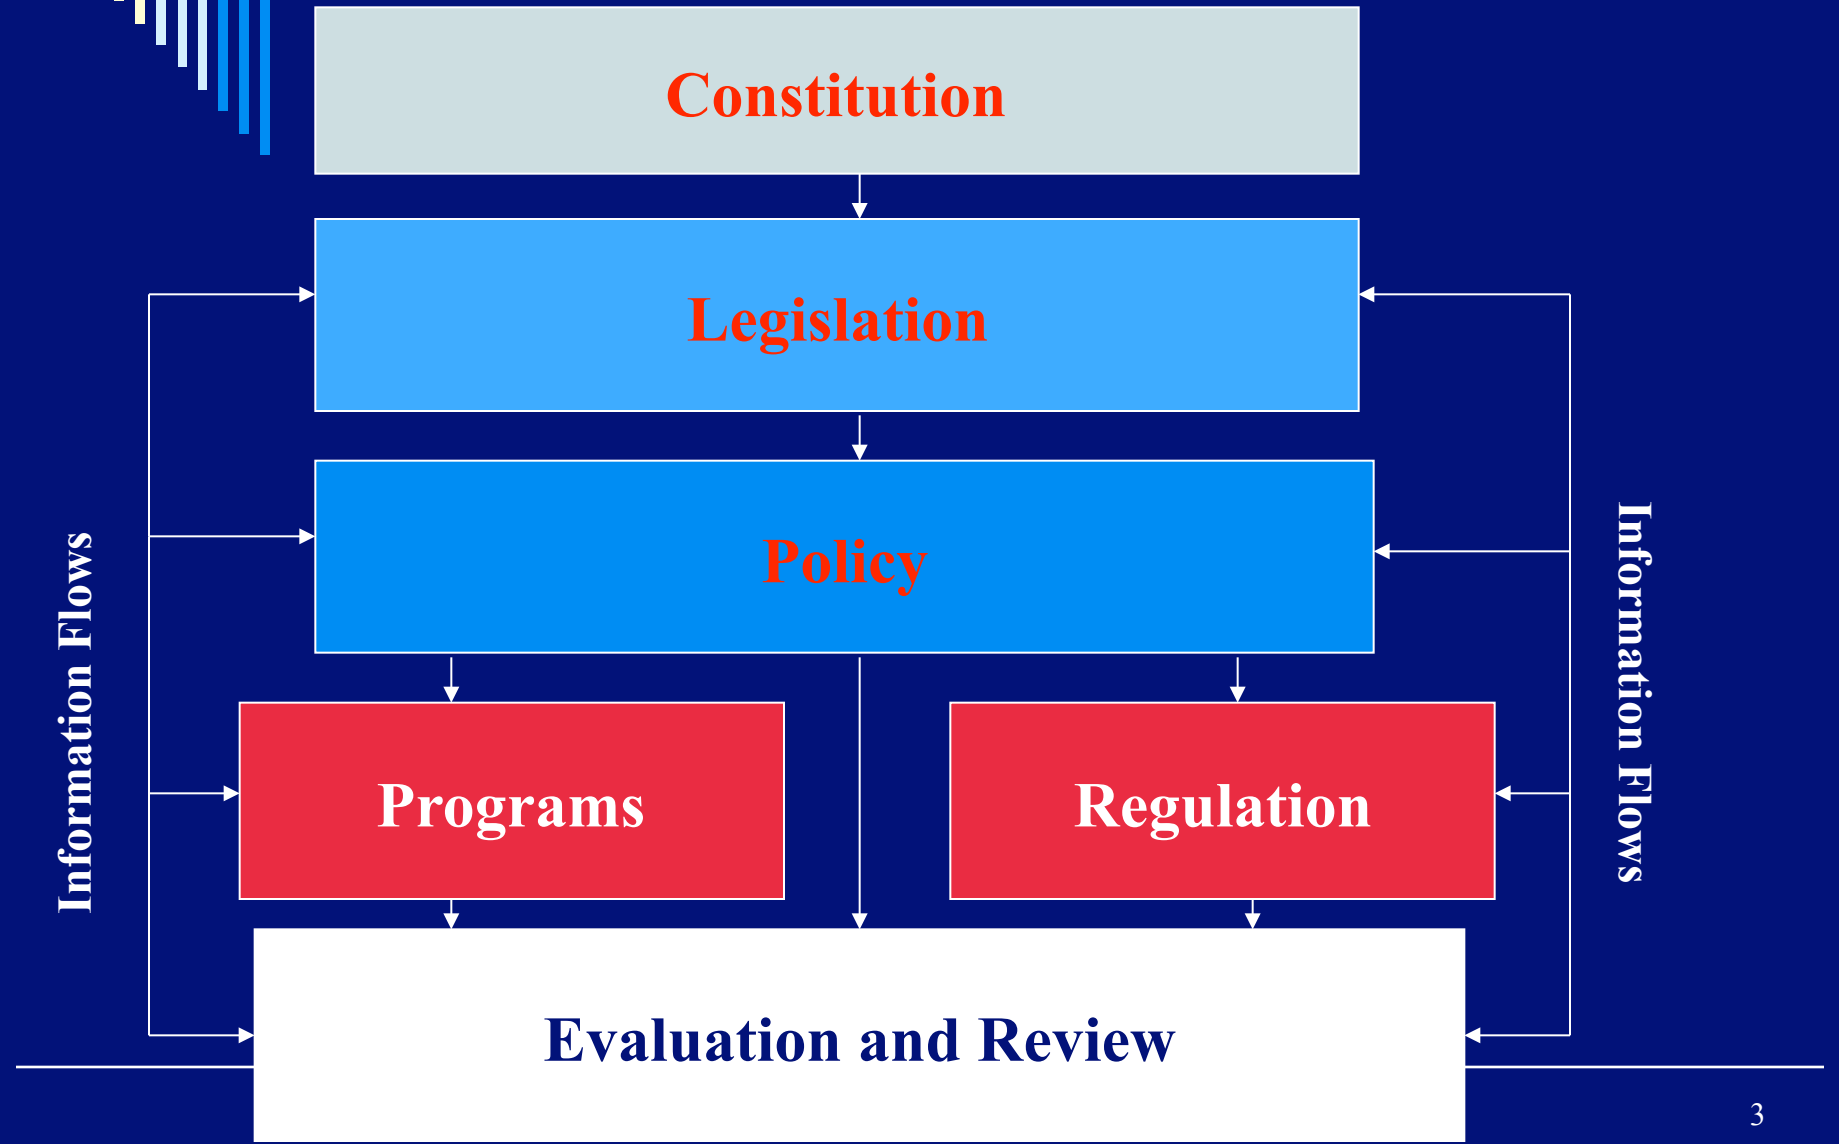 Constitution
Legislation
Policy
Information Flows
Information Flows
Programs
Regulation
Evaluation and Review
3